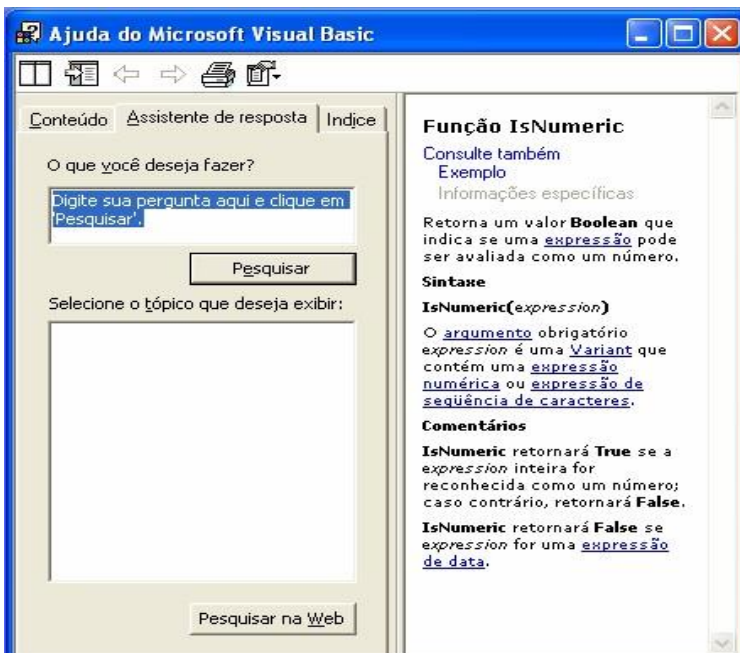 Ajuda do Microsoft Visual Basic
Conteúdo Assistente de resposta Indice
O que você deseja fazer?
Digite sua pergunta aqui e clique em
'Pesquisar'.
Pesquisar
Selecione o tópico que deseja exibir:
Pesquisar na Web
Função IsNumeric
Consulte também
Exemplo
Informações específicas
Retorna um valor Boolean que
indica se uma expressão pode
ser avaliada como um número.
Sintaxe
IsNumeric(expression)
O argumento obrigatório
expression é uma Variant que
contém uma expressão
numérica ou expressão de
seqüência de caracteres.
Comentários
IsNumeric retornará True se a
expression inteira for
reconhecida como um número;
caso contrário, retornará False.
IsNumeric retornará False se
expression for uma expressão
de data.